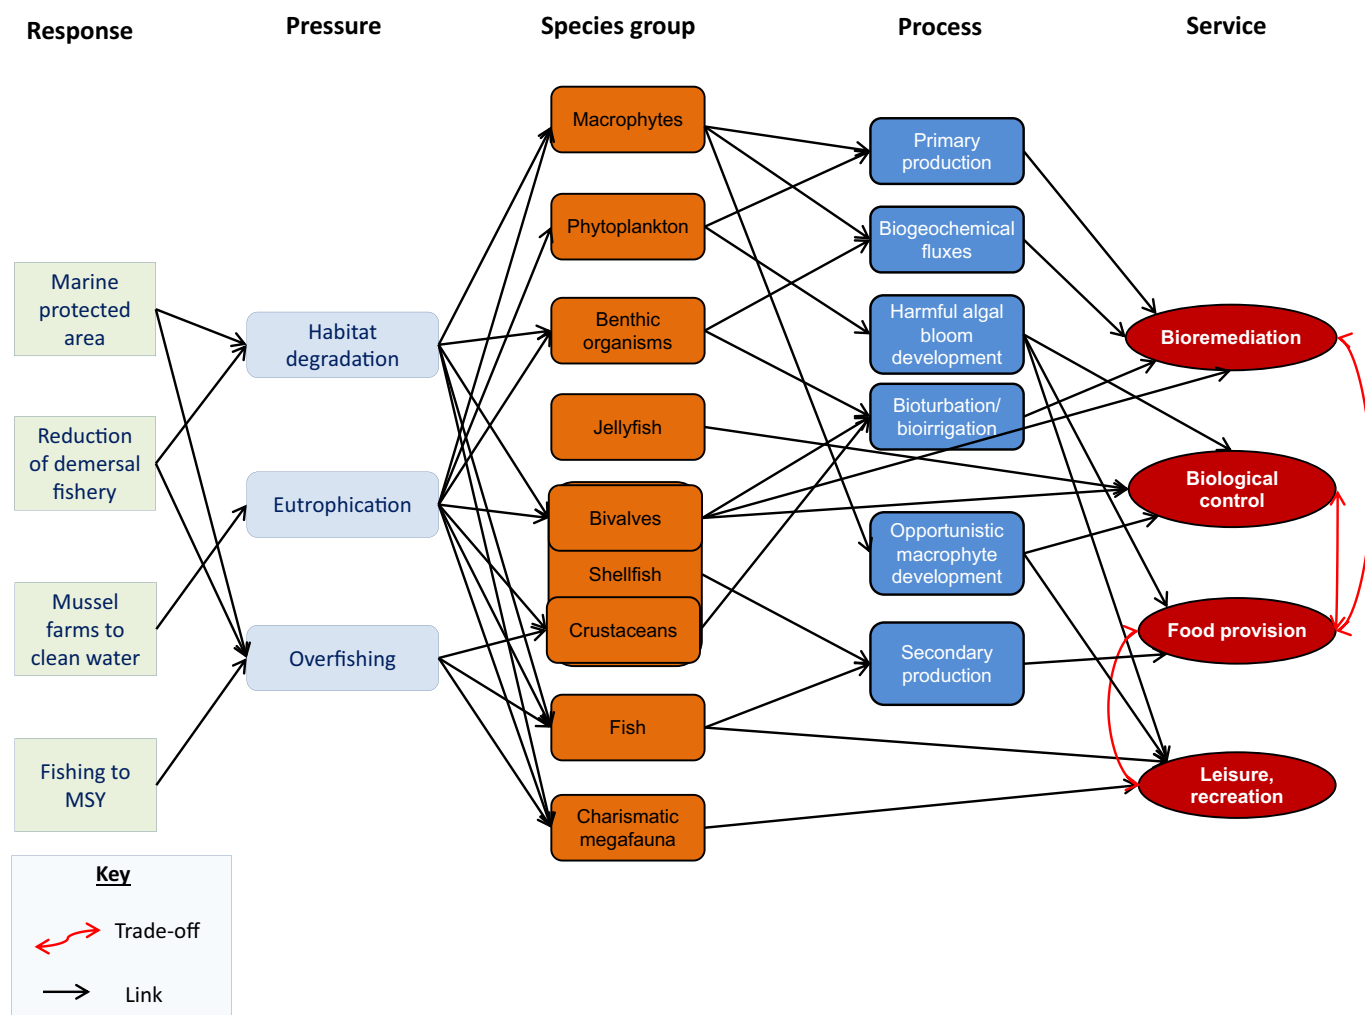 Response
Pressure
Species group
Process
Service
Marine
protected
area
Reduction
of demersal
fishery
Mussel
farms to
clean water
Fishing to
MSY
Habitat
degradation
Eutrophication
Overfishing
Macrophytes
Phytoplankton
Benthic
organisms
Jellyfish
Bivalves
Shellfish
Crustaceans
Fish
Charismatic
megafauna
Primary
production
Biogeochemical
fluxes
Harmful algal
bloom
development
Bioturbation/
bioirrigation
Opportunistic
macrophyte
development
Secondary
production
Bioremediation
Biological
control
Food provision
Leisure,
recreation
Key
Trade-off
Link